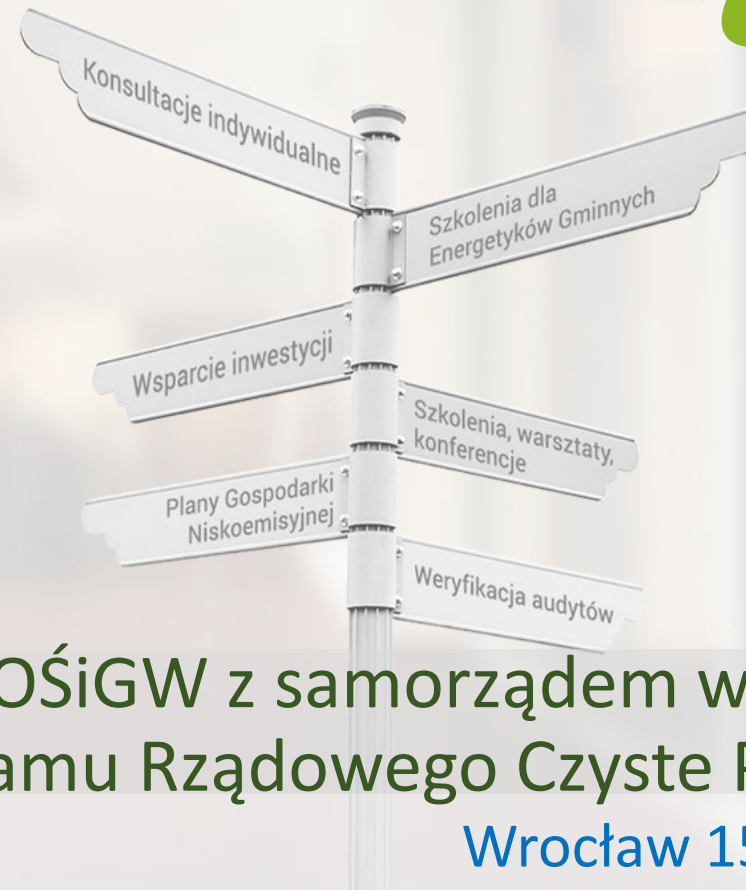 Konsultacje indywidualne
Szkolenia dla
Energetyków Gminnych
Wsparcie inwestycji
Szkolenia, warsztaty,
konferencje
Plany Gospodarki
Niskoemisyjnej
Weryfikacja audytów
OŚiGW z samorządem w
amu Rządowego Czyste
Wrocław 15